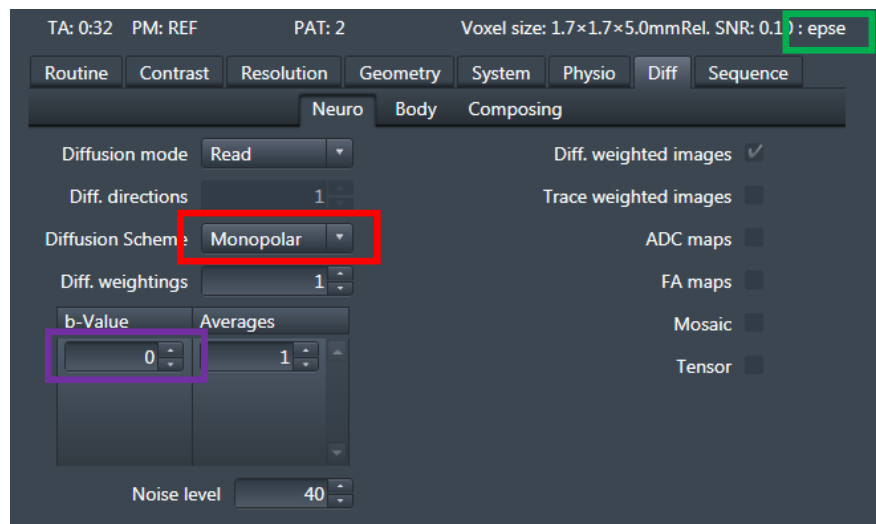 TA: 0:32 PM: REF PAT: 2 Voxel size: 1.7×1.7×5.0mmRel. SNR: 0.10 : epse
Routine Contrast Resolution Geometry System Physio Diff Sequence
Neuro Body Composing
Diffusion mode Read Diff. weighted images
Diff. directions 1 Trace weighted images
Diffusion Scheme Monopolar ADC maps
Diff. weightings 1 FA maps
b-Value Averages Mosaic
0 1
Tensor
Noise level 40